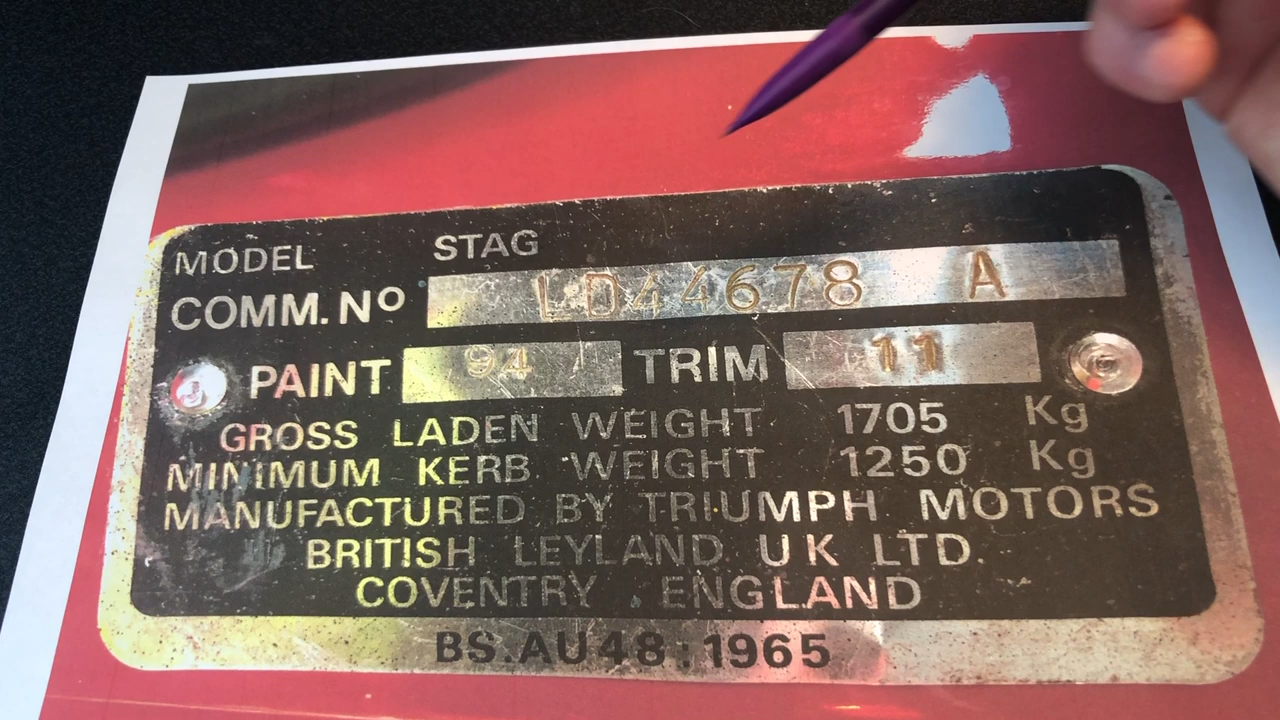 MODEL STAG
COMM. No LD44678 A
PAINT 94 TRIM 11
GROSS LADEN WEIGHT 1705 Kg
MINIMUM KERB WEIGHT 1250 Kg
MANUFACTURED BY TRIUMPH MOTORS
BRITISH LEYLAND UK LTD.
COVENTRY ENGLAND
BS.AU48:1965